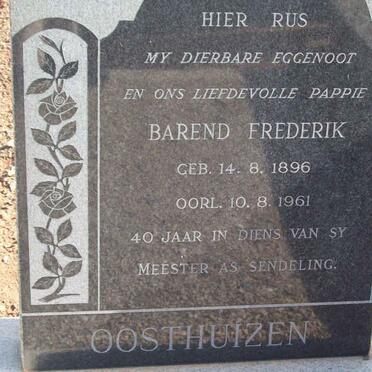 HIER RUS
MY DIERBARE EGGENOOT
EN ONS LIEFDEVOLLE PAPPIE
BAREND FREDERIK
GEB. 14. 8. 1896
OORL. 10. 8. 1961
40 JAAR IN DIENS VAN SY
MEESTER AS SENDELING.
OOSTHUIZEN